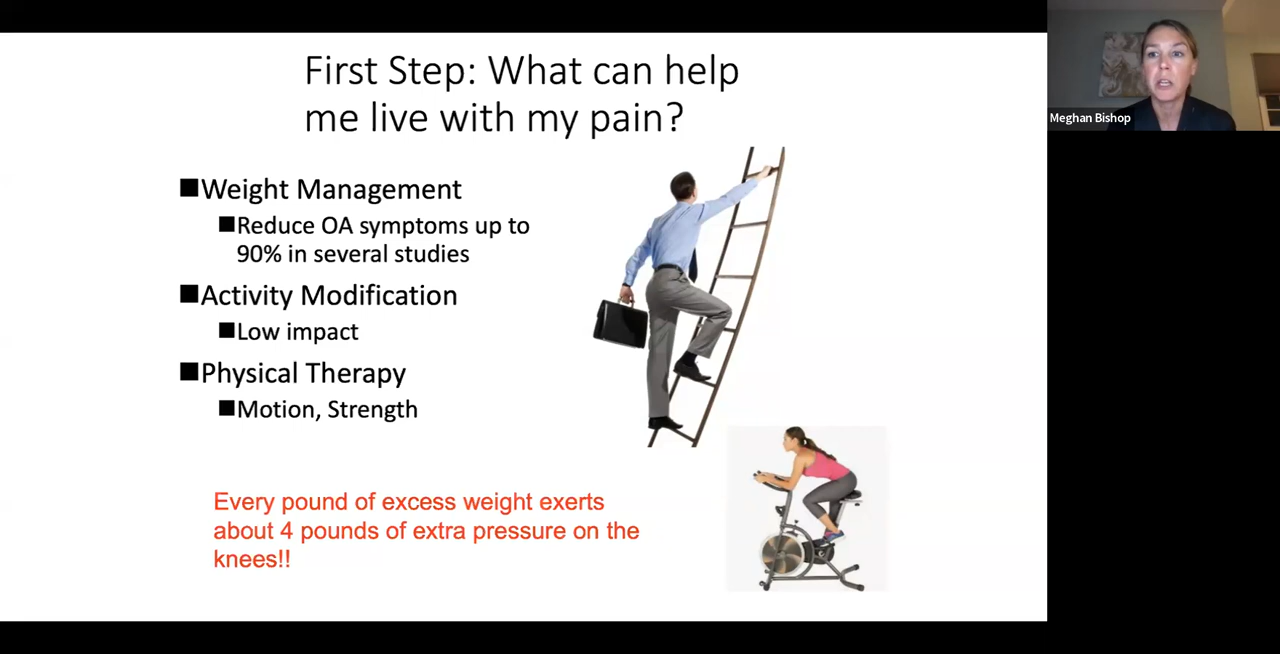 First Step: What can help
me live with my pain?
Weight Management
Reduce OA symptoms up to
90% in several studies
Activity Modification
Low impact
Physical Therapy
Motion, Strength
Every pound of excess weight exerts
about 4 pounds of extra pressure on the
knees!!
Meghan Bishop